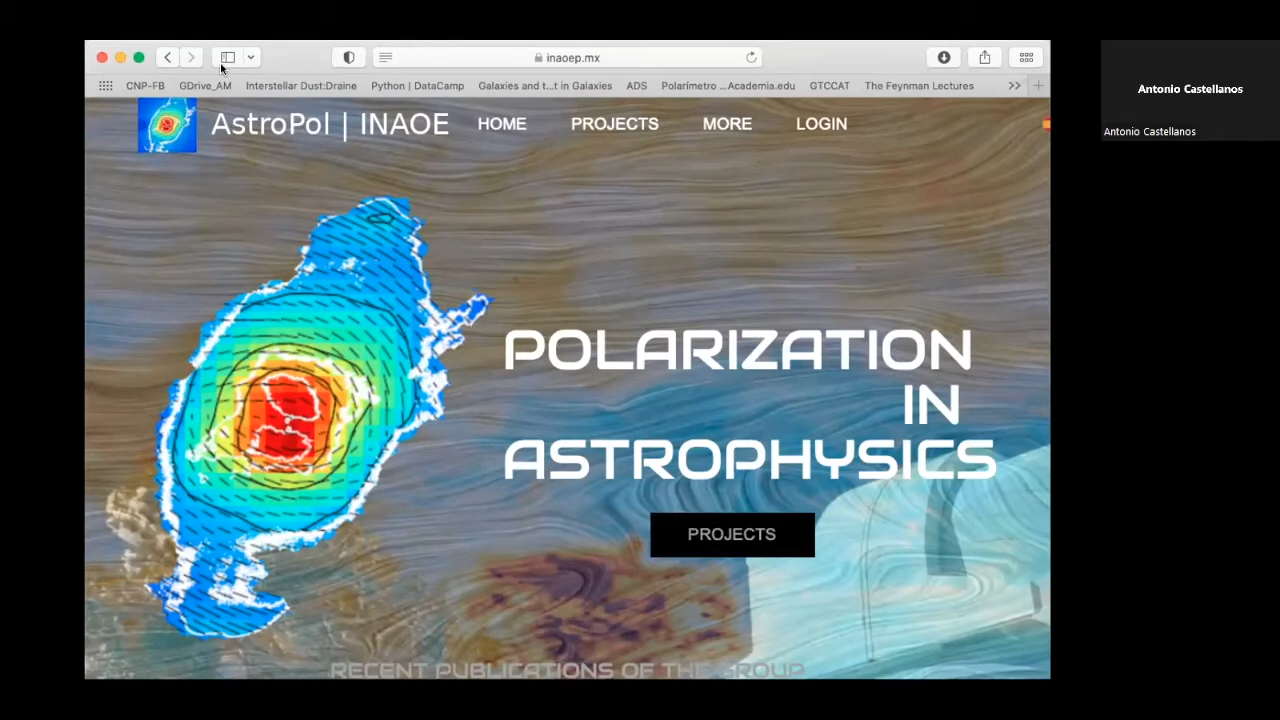 inaoep.mx
CNP-FB GDrive_AM Interstellar Dust:Draine Python | DataCamp Galaxies and t...t in Galaxies ADS Polarímetro ...Academia.edu GTCCAT The Feynman Lectures >> +
AstroPol | INAOE HOME PROJECTS MORE LOGIN
POLARIZATION
IN
ASTROPHYSICS
PROJECTS
RECENT PUBLICATIONS OF THE GROUP
Antonio Castellanos
Antonio Castellanos